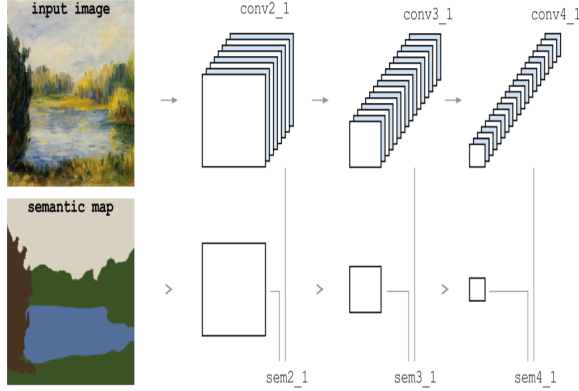 input image
conv2_1
conv3_1
conv4_1
semantic map
sem2_1
sem3_1
sem4_1